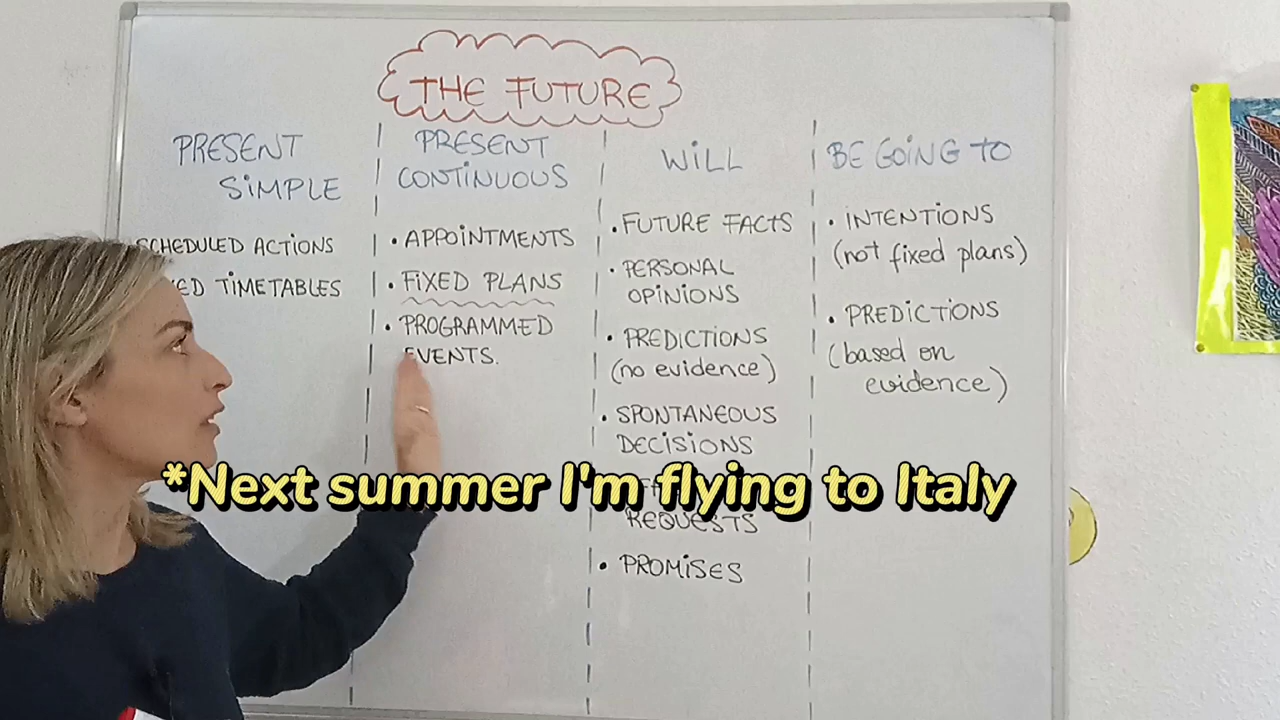 THE FUTURE
PRESENT
SIMPLE
SCHEDULED ACTIONS
TIMETABLES
PRESENT
CONTINUOUS
• APPOINTMENTS
• FIXED PLANS
• PROGRAMMED
EVENTS.
WILL
• FUTURE FACTS
• PERSONAL
OPINIONS
• PREDICTIONS
(no evidence)
• SPONTANEOUS
DECISIONS
REQUESTS
• PROMISES
BE GOING TO
• INTENTIONS
(not fixed plans)
• PREDICTIONS
(based on
evidence)
*Next summer I'm flying to Italy